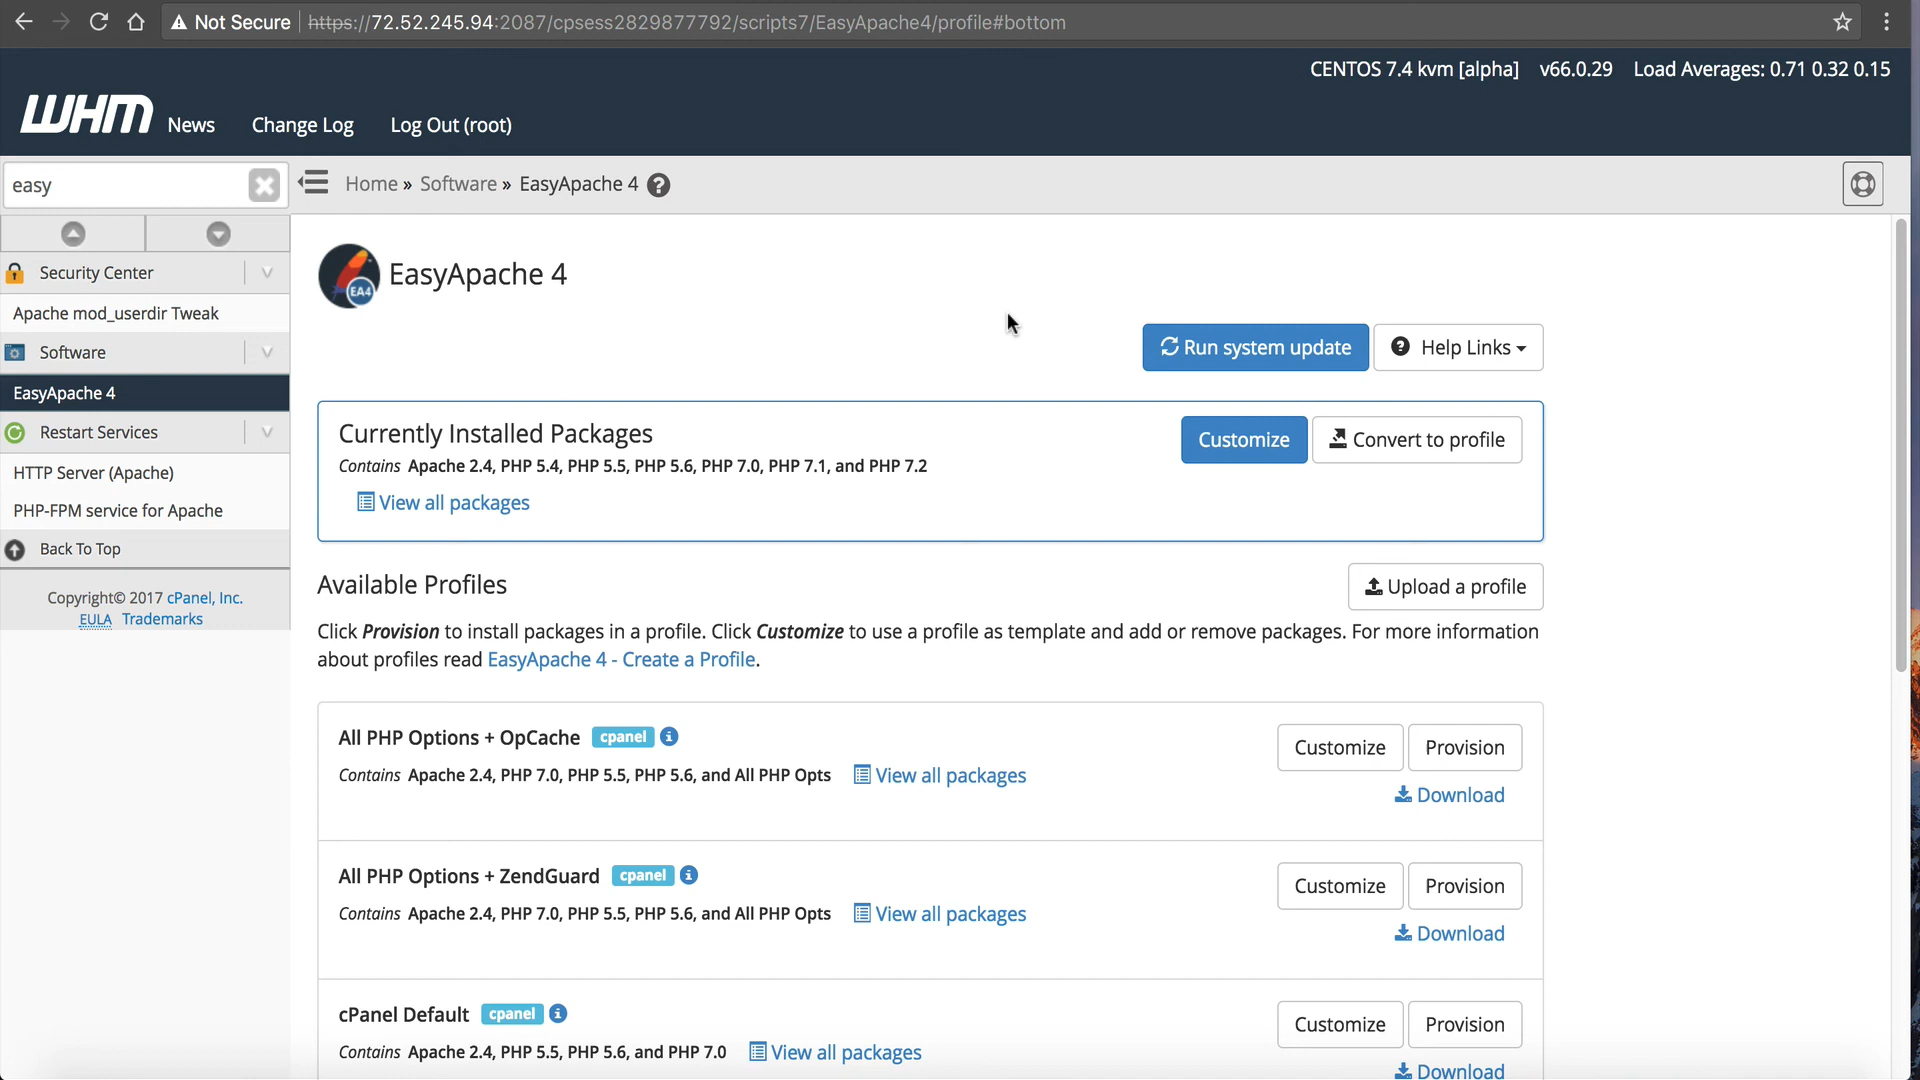 Not Secure https://72.52.245.94:2087/cpsess2829877792/scripts7/EasyApache4/profile#bottom
CENTOS 7.4 kvm [alpha] v66.0.29 Load Averages: 0.71 0.32 0.15
WHM News Change Log Log Out (root)
easy
Home » Software » EasyApache 4 ?
Security Center
Apache mod_userdir Tweak
Software
EasyApache 4
Restart Services
HTTP Server (Apache)
PHP-FPM service for Apache
Back To Top
Copyright© 2017 cPanel, Inc.
EULA Trademarks
EA4 EasyApache 4
Run system update ? Help Links
Currently Installed Packages
Customize Convert to profile
Contains Apache 2.4, PHP 5.4, PHP 5.5, PHP 5.6, PHP 7.0, PHP 7.1, and PHP 7.2
View all packages
Available Profiles
Upload a profile
Click Provision to install packages in a profile. Click Customize to use a profile as template and add or remove packages. For more information
about profiles read EasyApache 4 - Create a Profile.
All PHP Options + OpCache cpanel i
Customize Provision
Contains Apache 2.4, PHP 7.0, PHP 5.5, PHP 5.6, and All PHP Opts View all packages
Download
All PHP Options + ZendGuard cpanel i
Customize Provision
Contains Apache 2.4, PHP 7.0, PHP 5.5, PHP 5.6, and All PHP Opts View all packages
Download
cPanel Default cpanel i
Customize Provision
Contains Apache 2.4, PHP 5.5, PHP 5.6, and PHP 7.0 View all packages
Download